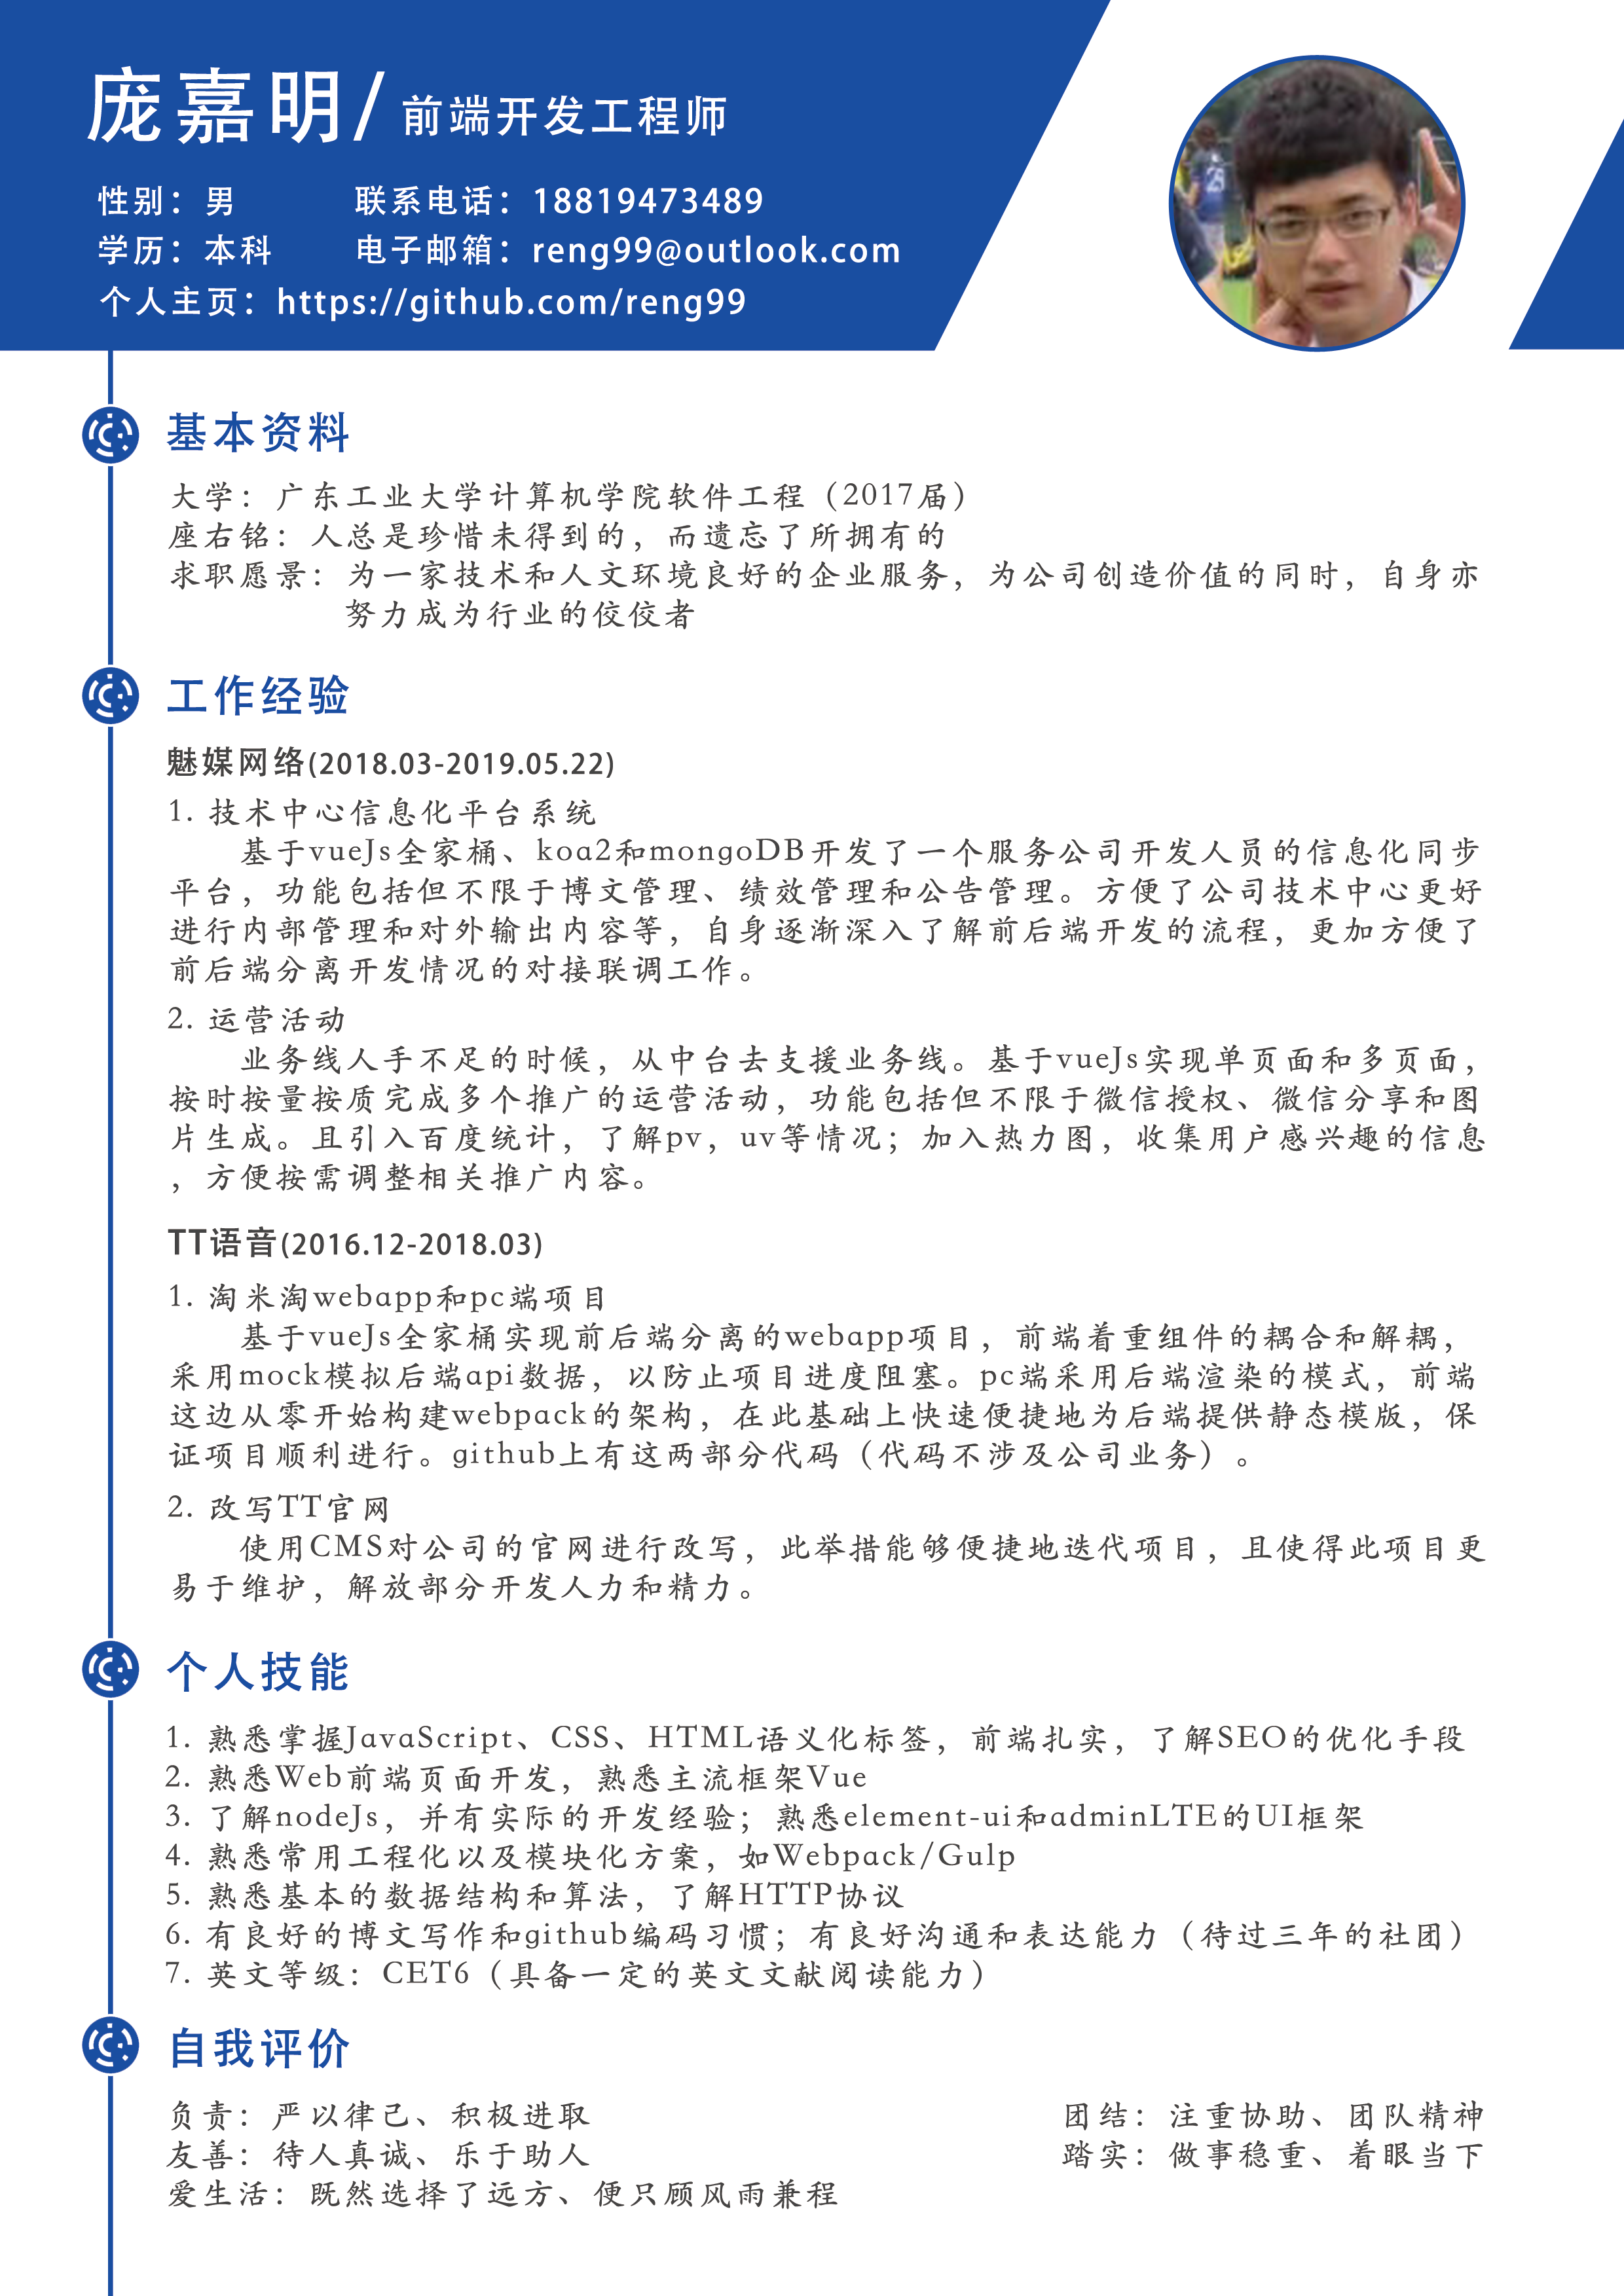 庞嘉明/前端开发工程师
性别：男 联系电话：18819473489
学历：本科 电子邮箱：reng99@outlook.com
个人主页：https://github.com/reng99
基本资料
大学：广东工业大学计算机学院软件工程（2017届）
座右铭：人总是珍惜未得到的，而遗忘了所拥有的
求职愿景：为一家技术和人文环境良好的企业服务，为公司创造价值的同时，自身亦
努力成为行业的佼佼者
工作经验
魅媒网络(2018.03-2019.05.22)
1. 技术中心信息化平台系统
基于vueJs全家桶、koa2和mongoDB开发了一个服务公司开发人员的信息化同步
平台，功能包括但不限于博文管理、绩效管理和公告管理。方便了公司技术中心更好
进行内部管理和对外输出内容等，自身逐渐深入了解前后端开发的流程，更加方便了
前后端分离开发情况的对接联调工作。
2. 运营活动
业务线人手不足的时候，从中台去支援业务线。基于vueJs实现单页面和多页面，
按时按量按质完成多个推广的运营活动，功能包括但不限于微信授权、微信分享和图
片生成。且引入百度统计，了解pv，uv等情况；加入热力图，收集用户感兴趣的信息
，方便按需调整相关推广内容。
TT语音(2016.12-2018.03)
1. 淘米淘webapp和pc端项目
基于vueJs全家桶实现前后端分离的webapp项目，前端着重组件的耦合和解耦，
采用mock模拟后端api数据，以防止项目进度阻塞。pc端采用后端渲染的模式，前端
这边从零开始构建webpack的架构，在此基础上快速便捷地为后端提供静态模版，保
证项目顺利进行。github上有这两部分代码（代码不涉及公司业务）。
2. 改写TT官网
使用CMS对公司的官网进行改写，此举措能够便捷地迭代项目，且使得此项目更
易于维护，解放部分开发人力和精力。
个人技能
1. 熟悉掌握JavaScript、CSS、HTML语义化标签，前端扎实，了解SEO的优化手段
2. 熟悉Web前端页面开发，熟悉主流框架Vue
3. 了解nodeJs，并有实际的开发经验；熟悉element-ui和adminLTE的UI框架
4. 熟悉常用工程化以及模块化方案，如Webpack/Gulp
5. 熟悉基本的数据结构和算法，了解HTTP协议
6. 有良好的博文写作和github编码习惯；有良好沟通和表达能力（待过三年的社团）
7. 英文等级：CET6（具备一定的英文文献阅读能力）
自我评价
负责：严以律己、积极进取 团结：注重协助、团队精神
友善：待人真诚、乐于助人 踏实：做事稳重、着眼当下
爱生活：既然选择了远方、便只顾风雨兼程